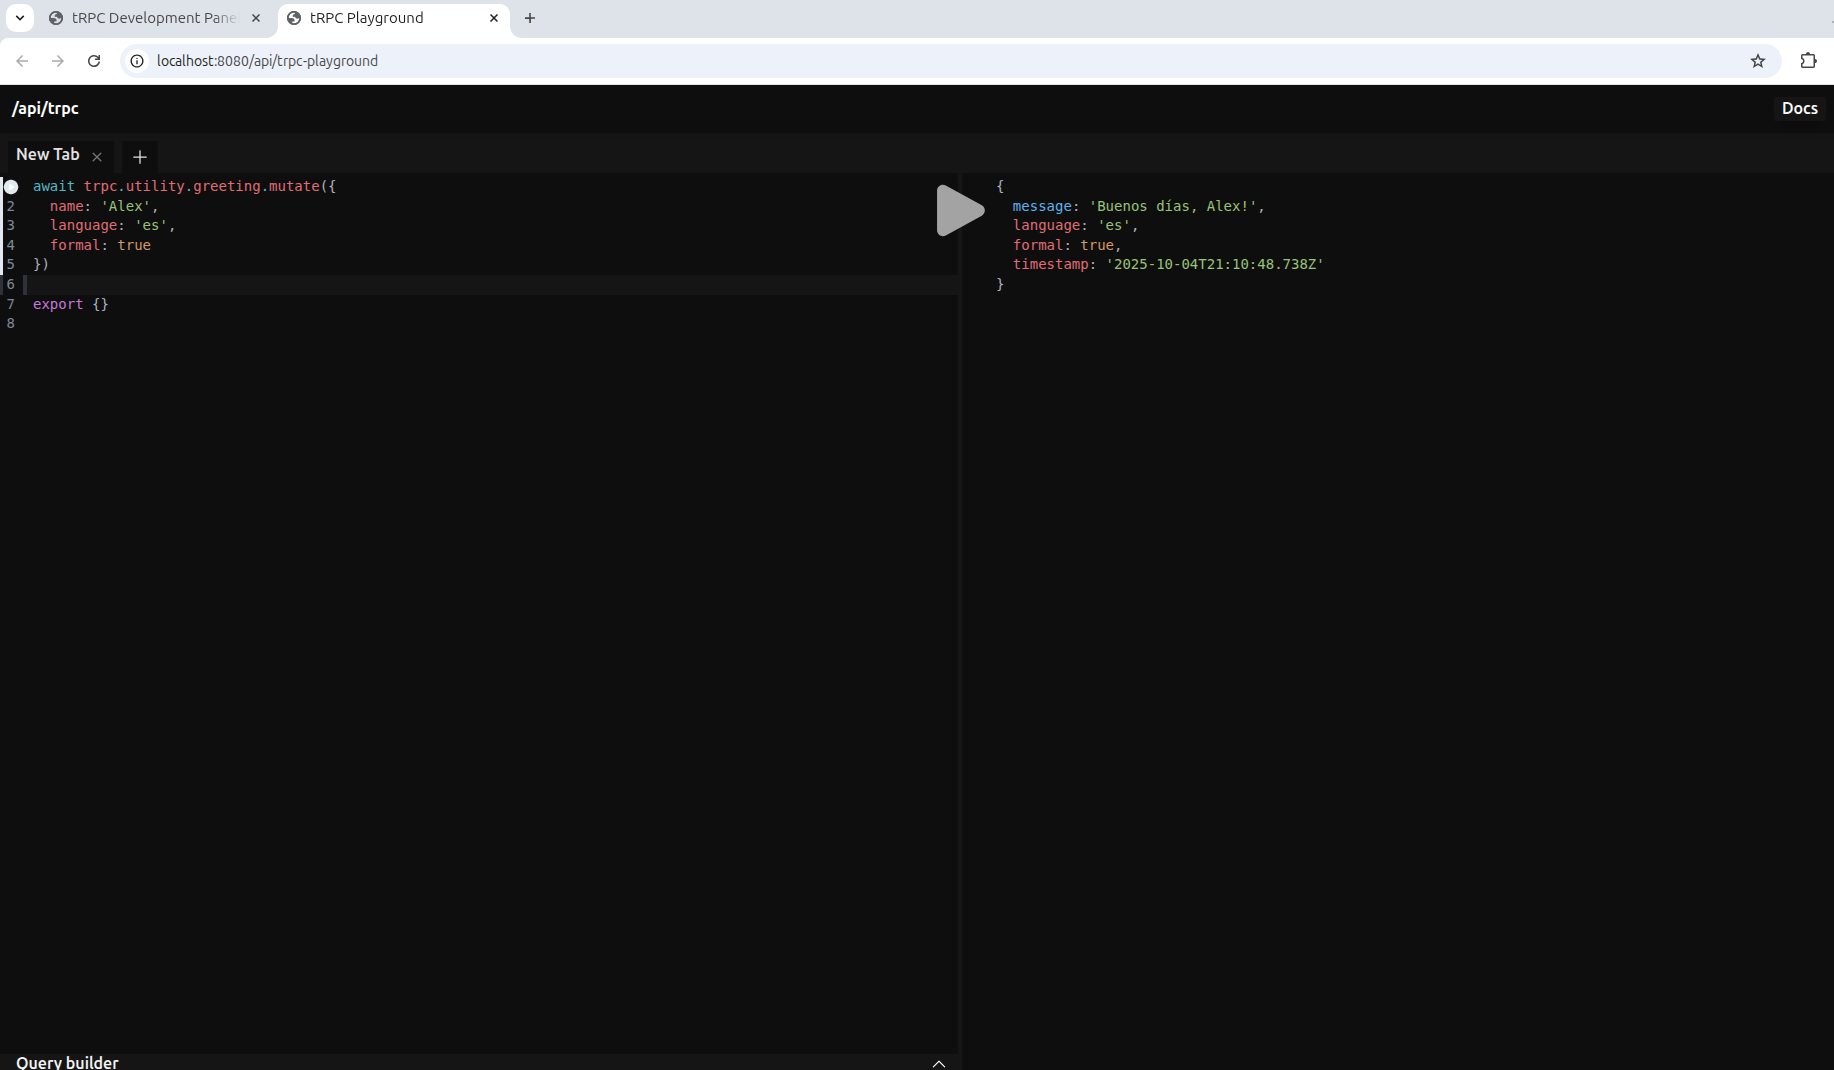 tRPC Development Pane
tRPC Playground
localhost:8080/api/trpc-playground
/api/trpc
Docs
New Tab
await trpc.utility.greeting.mutate({
2 name: 'Alex',
3 language: 'es',
4 formal: true
5 })
6
7 export {}
8
{
message: 'Buenos días, Alex!',
language: 'es',
formal: true,
timestamp: '2025-10-04T21:10:48.738Z'
}
Query builder